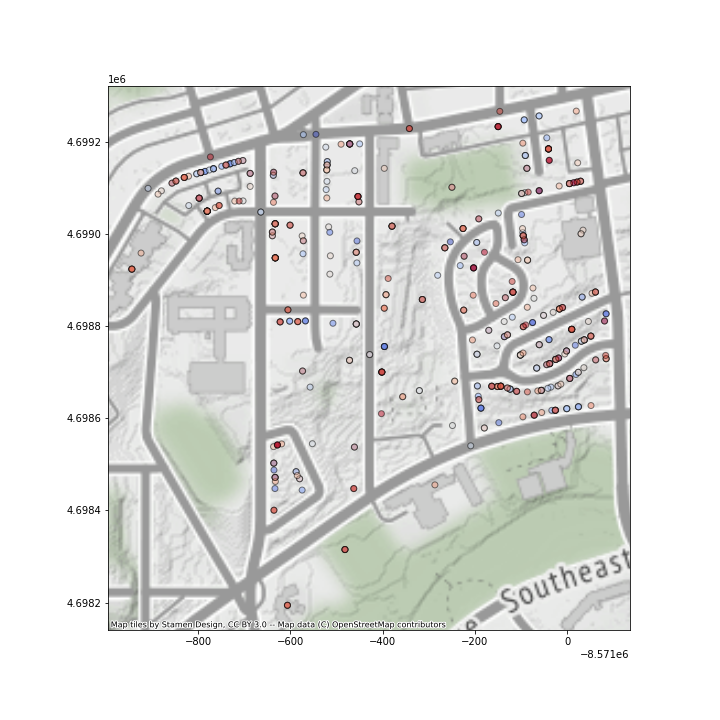 1e6
4.6992
4.6990
4.6988
4.6986
4.6984
4.6982
Southeast
Map tiles by Stamen Design, CC BY 3.0 -- Map data (C) OpenStreetMap contributors
−800
−600
−400
−200
0
−8.571e6